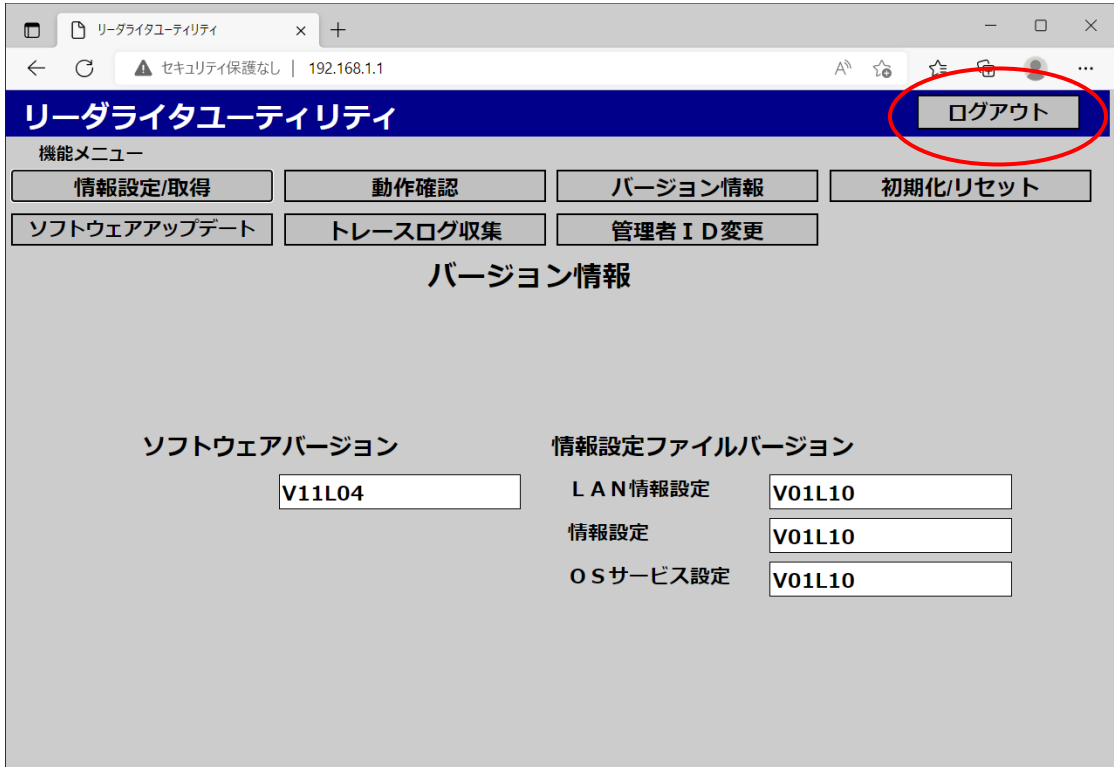 リーダライタユーティリティ
セキュリティ保護なし | 192.168.1.1
リーダライタユーティリティ ログアウト
機能メニュー
情報設定/取得 動作確認 バージョン情報 初期化/リセット
ソフトウェアアップデート トレースログ収集 管理者ＩＤ変更
バージョン情報
ソフトウェアバージョン 情報設定ファイルバージョン
V11L04 ＬＡＮ情報設定 V01L10
情報設定 V01L10
ＯＳサービス設定 V01L10